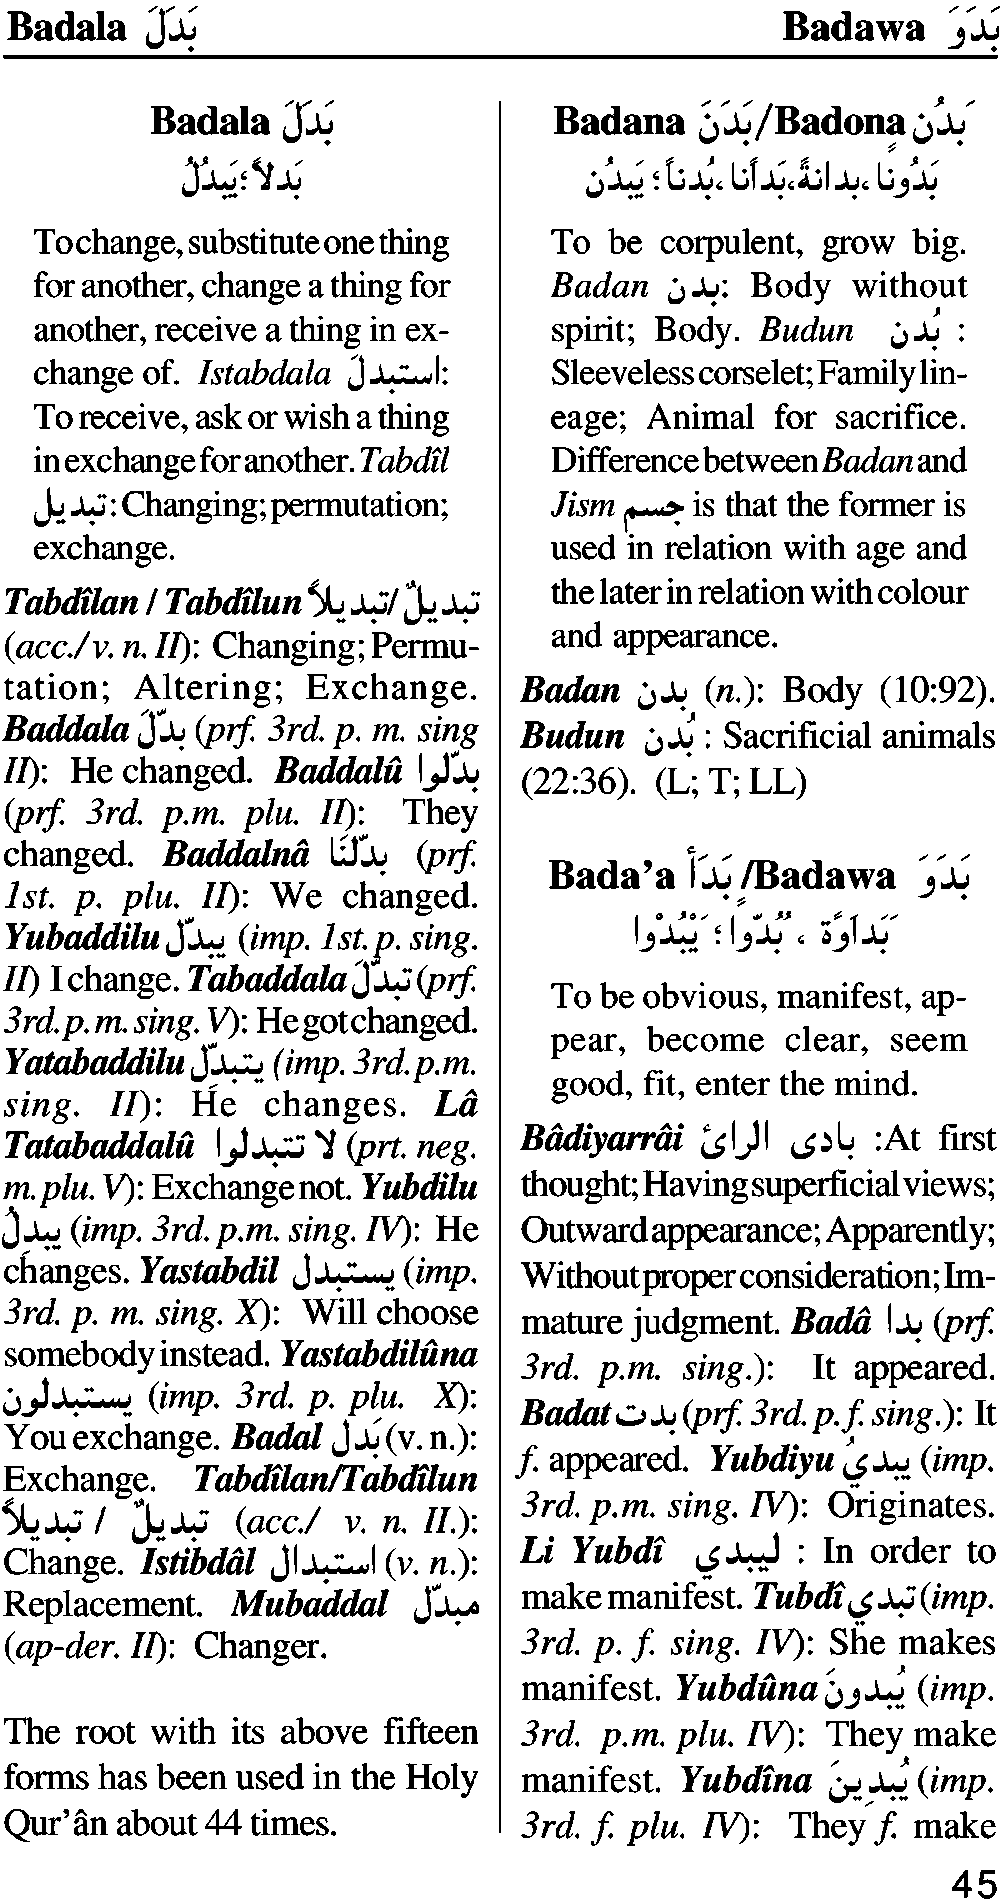 Badala بَدَلَ
Badawa بَدَوَ
Badala بَدَلَ
بَدلاً؛يَبدُلُ
To change, substitute one thing
for another, change a thing for
another, receive a thing in ex-
change of. Istabdala استبدلَ:
To receive, ask or wish a thing
in exchange for another. Tabdîl
تبديل: Changing; permutation;
exchange.
Tabdîlan / Tabdîlun تبديلٌ/تبديلاً
(acc./ v. n. II): Changing; Permu-
tation; Altering; Exchange.
Baddala بدّلَ (prf. 3rd. p. m. sing
II): He changed. Baddalû بدّلوا
(prf. 3rd. p.m. plu. II): They
changed. Baddalnâ بدّلنَا (prf.
1st. p. plu. II): We changed.
Yubaddilu يبدّل (imp. 1st. p. sing.
II) I change. Tabaddala تبدّلَ (prf.
3rd. p. m. sing. V): He got changed.
Yatabaddilu يتبدِّل (imp. 3rd. p.m.
sing. II): He changes. Lâ
Tatabaddalû لا تتبدلوا (prt. neg.
m. plu. V): Exchange not. Yubdilu
يبدِلُ (imp. 3rd. p.m. sing. IV): He
changes. Yastabdil يستبدل (imp.
3rd. p. m. sing. X): Will choose
somebody instead. Yastabdilûna
يستبدلون (imp. 3rd. p. plu. X):
You exchange. Badal بَدل (v. n.):
Exchange. Tabdîlan/Tabdîlun
تبديلٌ / تبديلاً (acc./ v. n. II.):
Change. Istibdâl استبدال (v. n.):
Replacement. Mubaddal مبدّل
(ap-der. II): Changer.
The root with its above fifteen
forms has been used in the Holy
Qur’ân about 44 times.
Badana بَدَنَ/Badona بَدُن
بَدُونا،بدانةً،بَدأنا،بُدناً؛ يَبدُن
To be corpulent, grow big.
Badan بدن: Body without
spirit; Body. Budun بُدن :
Sleeveless corselet; Family lin-
eage; Animal for sacrifice.
Difference between Badan and
Jism جسم is that the former is
used in relation with age and
the later in relation with colour
and appearance.
Badan بدن (n.): Body (10:92).
Budun بُدن : Sacrificial animals
(22:36). (L; T; LL)
Bada’a بَدَأ /Badawa بَدَوَ
بَداوَة ، بُدُوّا؛ يَبْدُوا
To be obvious, manifest, ap-
pear, become clear, seem
good, fit, enter the mind.
Bâdiyarrâi بادى الرائ :At first
thought; Having superficial views;
Outward appearance; Apparently;
Without proper consideration; Im-
mature judgment. Badâ بدا (prf.
3rd. p.m. sing.): It appeared.
Badat بدت (prf. 3rd. p. f. sing.): It
f. appeared. Yubdiyu يبديُ (imp.
3rd. p.m. sing. IV): Originates.
Li Yubdî ليبدي : In order to
make manifest. Tubdî تبدي (imp.
3rd. p. f. sing. IV): She makes
manifest. Yubdûna يُبدونَ (imp.
3rd. p.m. plu. IV): They make
manifest. Yubdîna يُبدِينَ (imp.
3rd. f. plu. IV): They f. make
45